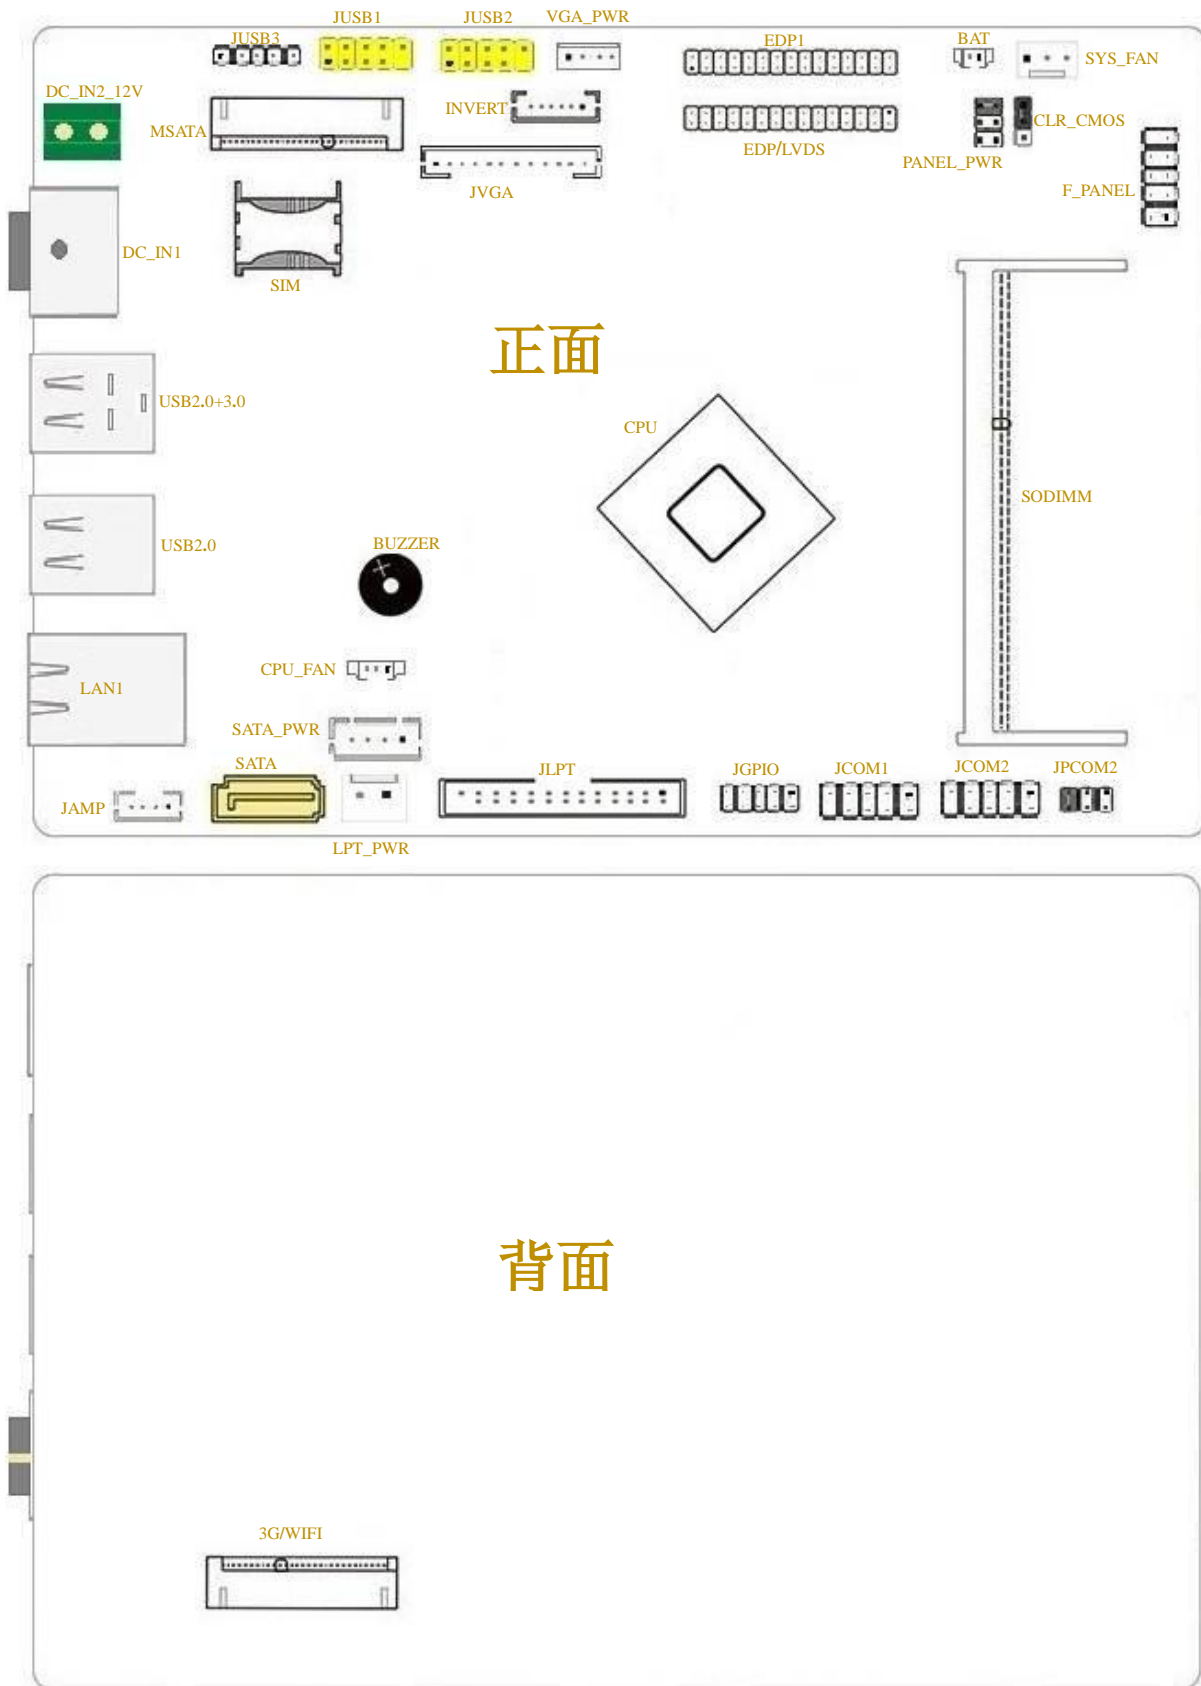 JUSB1
JUSB2
VGA_PWR
JUSB3
EDP1
BAT
SYS_FAN
DC_IN2_12V
MSATA
INVERT
CLR_CMOS
EDP/LVDS
PANEL_PWR
JVGA
F_PANEL
DC_IN1
SIM
正面
USB2.0+3.0
CPU
SODIMM
USB2.0
BUZZER
CPU_FAN
LAN1
SATA_PWR
SATA
JLPT
JGPIO
JCOM1
JCOM2
JPCOM2
JAMP
LPT_PWR
背面
3G/WIFI